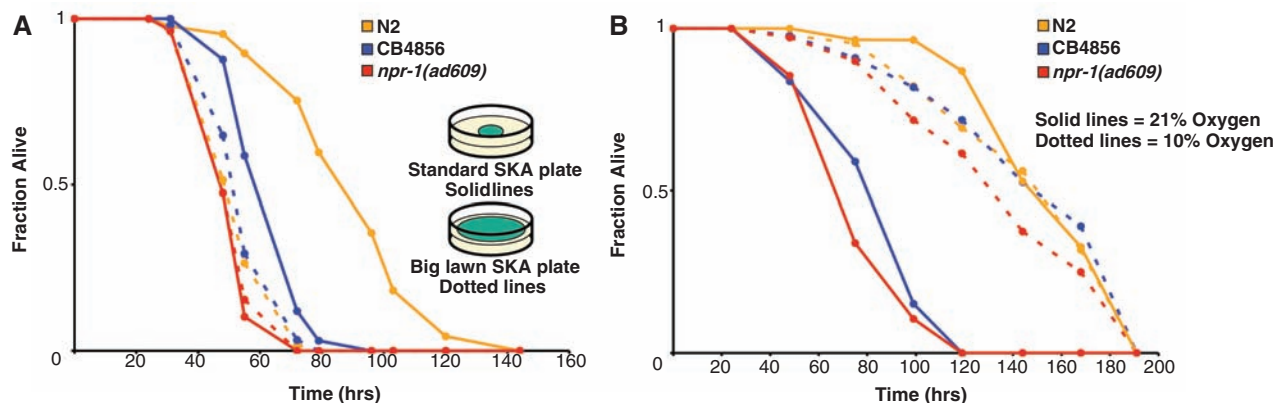 A
N2
CB4856
npr-1(ad609)
1
0.5
0
Fraction Alive
Standard SKA plate
Solidlines
Big lawn SKA plate
Dotted lines
20 40 60 80 100 120 140 160
Time (hrs)
B
N2
CB4856
npr-1(ad609)
Solid lines = 21% Oxygen
Dotted lines = 10% Oxygen
1
0.5
0
Fraction Alive
20 40 60 80 100 120 140 160 180 200
Time (hrs)